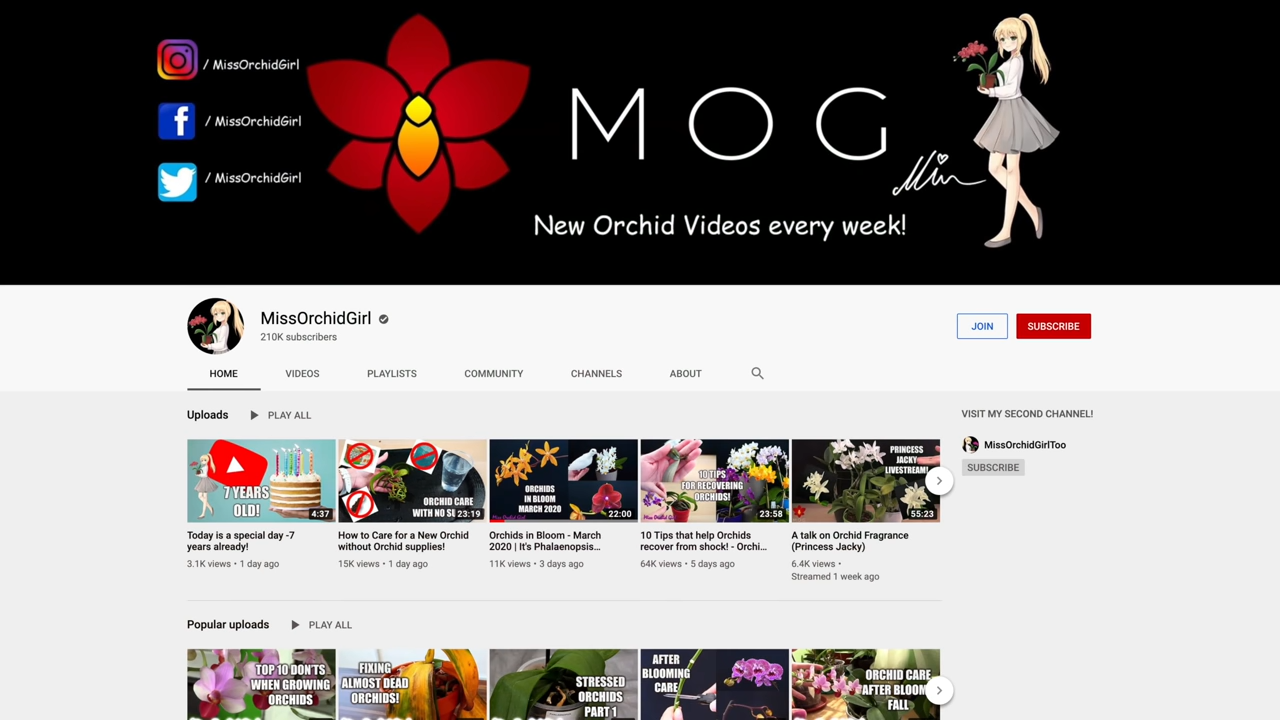 / MissOrchidGirl
/ MissOrchidGirl
/ MissOrchidGirl
MOG
New Orchid Videos every week!
MissOrchidGirl
210K subscribers
JOIN
SUBSCRIBE
HOME
VIDEOS
PLAYLISTS
COMMUNITY
CHANNELS
ABOUT
Uploads
PLAY ALL
VISIT MY SECOND CHANNEL!
MissOrchidGirlToo
SUBSCRIBE
7 YEARS
OLD!
4:37
ORCHID CARE
WITH NO SU
23:19
ORCHIDS
IN BLOOM
MARCH 2020
22:00
10 TIPS
FOR RECOVERING
ORCHIDS!
23:58
PRINCESS
JACKY
LIVESTREAM!
55:23
Today is a special day -7
years already!
3.1K views • 1 day ago
How to Care for a New Orchid
without Orchid supplies!
15K views • 1 day ago
Orchids in Bloom - March
2020 | It's Phalaenopsis...
11K views • 3 days ago
10 Tips that help Orchids
recover from shock! - Orchi...
64K views • 5 days ago
A talk on Orchid Fragrance
(Princess Jacky)
6.4K views •
Streamed 1 week ago
Popular uploads
PLAY ALL
TOP 10 DON'TS
WHEN GROWING
ORCHIDS
FIXING
ALMOST DEAD
ORCHIDS!
STRESSED
ORCHIDS
PART 1
AFTER
BLOOMING
CARE
ORCHID CARE
AFTER BLOOM
FALL